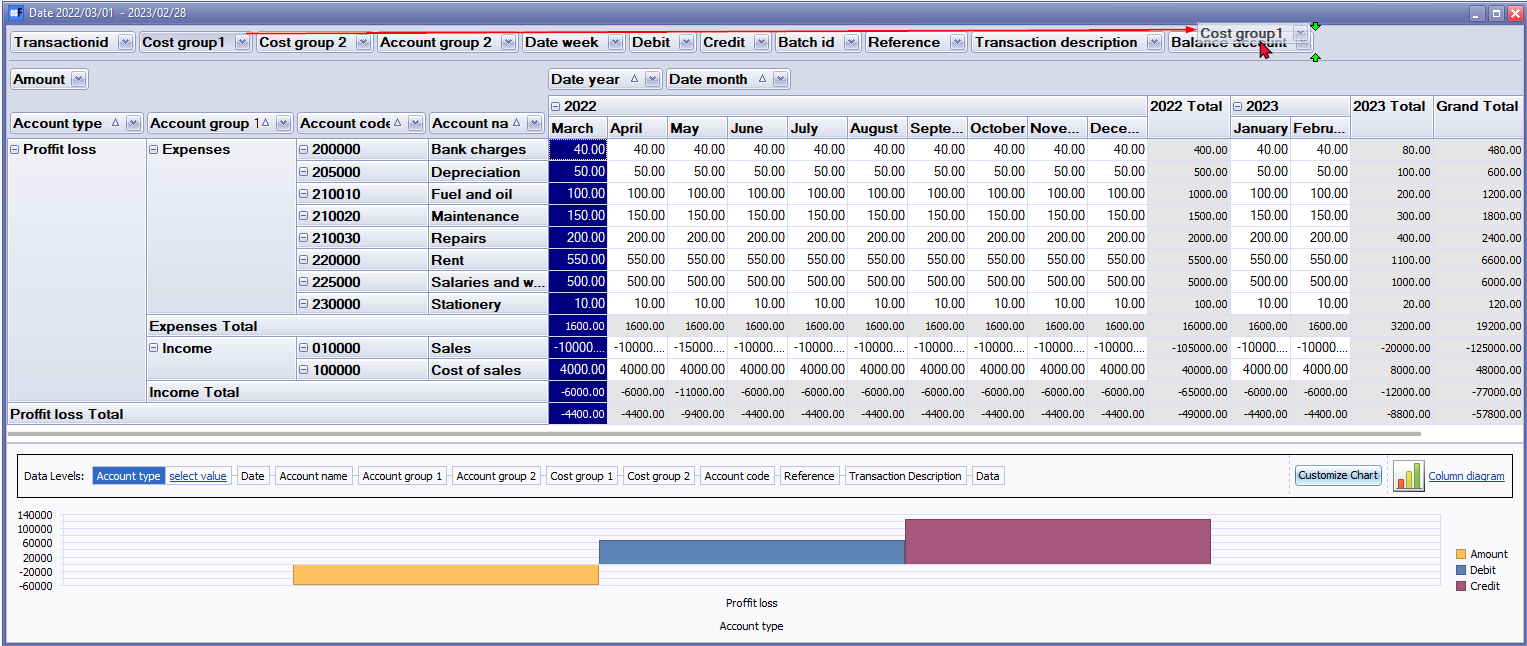 Date 2022/03/01 - 2023/02/28
Cost group1
Transactionid Cost group1 Cost group 2 Account group 2 Date week Debit Credit Batch id Reference Transaction description Balance account
Amount Date year Date month
2022 2022 Total 2023 2023 Total Grand Total
Account type Account group 1 Account code Account na March April May June July August Septe... October Nove... Dece... January Febru...
Proffit loss Expenses 200000 Bank charges 40.00 40.00 40.00 40.00 40.00 40.00 40.00 40.00 40.00 40.00 400.00 40.00 40.00 80.00 480.00
205000 Depreciation 50.00 50.00 50.00 50.00 50.00 50.00 50.00 50.00 50.00 50.00 500.00 50.00 50.00 100.00 600.00
210010 Fuel and oil 100.00 100.00 100.00 100.00 100.00 100.00 100.00 100.00 100.00 100.00 1000.00 100.00 100.00 200.00 1200.00
210020 Maintenance 150.00 150.00 150.00 150.00 150.00 150.00 150.00 150.00 150.00 150.00 1500.00 150.00 150.00 300.00 1800.00
210030 Repairs 200.00 200.00 200.00 200.00 200.00 200.00 200.00 200.00 200.00 200.00 2000.00 200.00 200.00 400.00 2400.00
220000 Rent 550.00 550.00 550.00 550.00 550.00 550.00 550.00 550.00 550.00 550.00 5500.00 550.00 550.00 1100.00 6600.00
225000 Salaries and w... 500.00 500.00 500.00 500.00 500.00 500.00 500.00 500.00 500.00 500.00 5000.00 500.00 500.00 1000.00 6000.00
230000 Stationery 10.00 10.00 10.00 10.00 10.00 10.00 10.00 10.00 10.00 10.00 100.00 10.00 10.00 20.00 120.00
Expenses Total 1600.00 1600.00 1600.00 1600.00 1600.00 1600.00 1600.00 1600.00 1600.00 1600.00 16000.00 1600.00 1600.00 3200.00 19200.00
Income 010000 Sales -10000.... -10000.... -15000.... -10000.... -10000.... -10000.... -10000.... -10000.... -10000.... -10000.... -105000.00 -10000.... -10000.... -20000.00 -125000.00
100000 Cost of sales 4000.00 4000.00 4000.00 4000.00 4000.00 4000.00 4000.00 4000.00 4000.00 4000.00 40000.00 4000.00 4000.00 8000.00 48000.00
Income Total -6000.00 -6000.00 -11000.00 -6000.00 -6000.00 -6000.00 -6000.00 -6000.00 -6000.00 -6000.00 -65000.00 -6000.00 -6000.00 -12000.00 -77000.00
Proffit loss Total -4400.00 -4400.00 -9400.00 -4400.00 -4400.00 -4400.00 -4400.00 -4400.00 -4400.00 -4400.00 -49000.00 -4400.00 -4400.00 -8800.00 -57800.00
Data Levels: Account type select value Date Account name Account group 1 Account group 2 Cost group 1 Cost group 2 Account code Reference Transaction Description Data Customize Chart Column diagram
140000
100000
60000
20000
-20000
-60000
Amount
Debit
Credit
Proffit loss
Account type